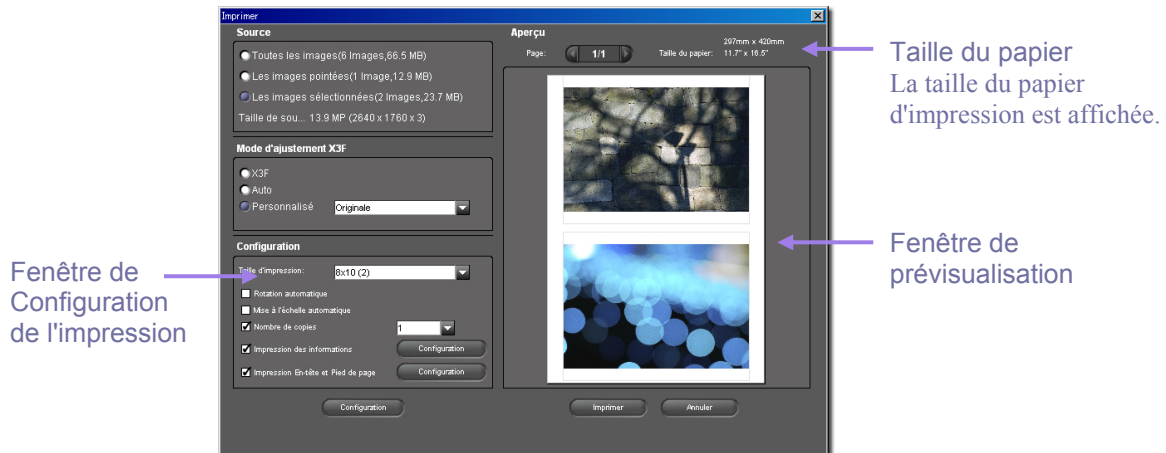 Imprimer
Source
Toutes les images(6 Images,66.5 MB)
Les images pointées(1 Image,12.9 MB)
Les images sélectionnées(2 Images,23.7 MB)
Taille de sou... 13.9 MP (2640 x 1760 x 3)
Mode d'ajustement X3F
X3F
Auto
Personnalisé
Originale
Configuration
Taille d'impression:
8x10 (2)
Rotation automatique
Mise à l'échelle automatique
Nombre de copies
1
Impression des informations
Configuration
Impression En-tête et Pied de page
Configuration
Configuration
Aperçu
Page:
1/1
Taille du papier:
297mm x 420mm
11.7" x 16.5"
Imprimer
Annuler
Fenêtre de
Configuration
de l'impression
Taille du papier
La taille du papier
d'impression est affichée.
Fenêtre de
prévisualisation